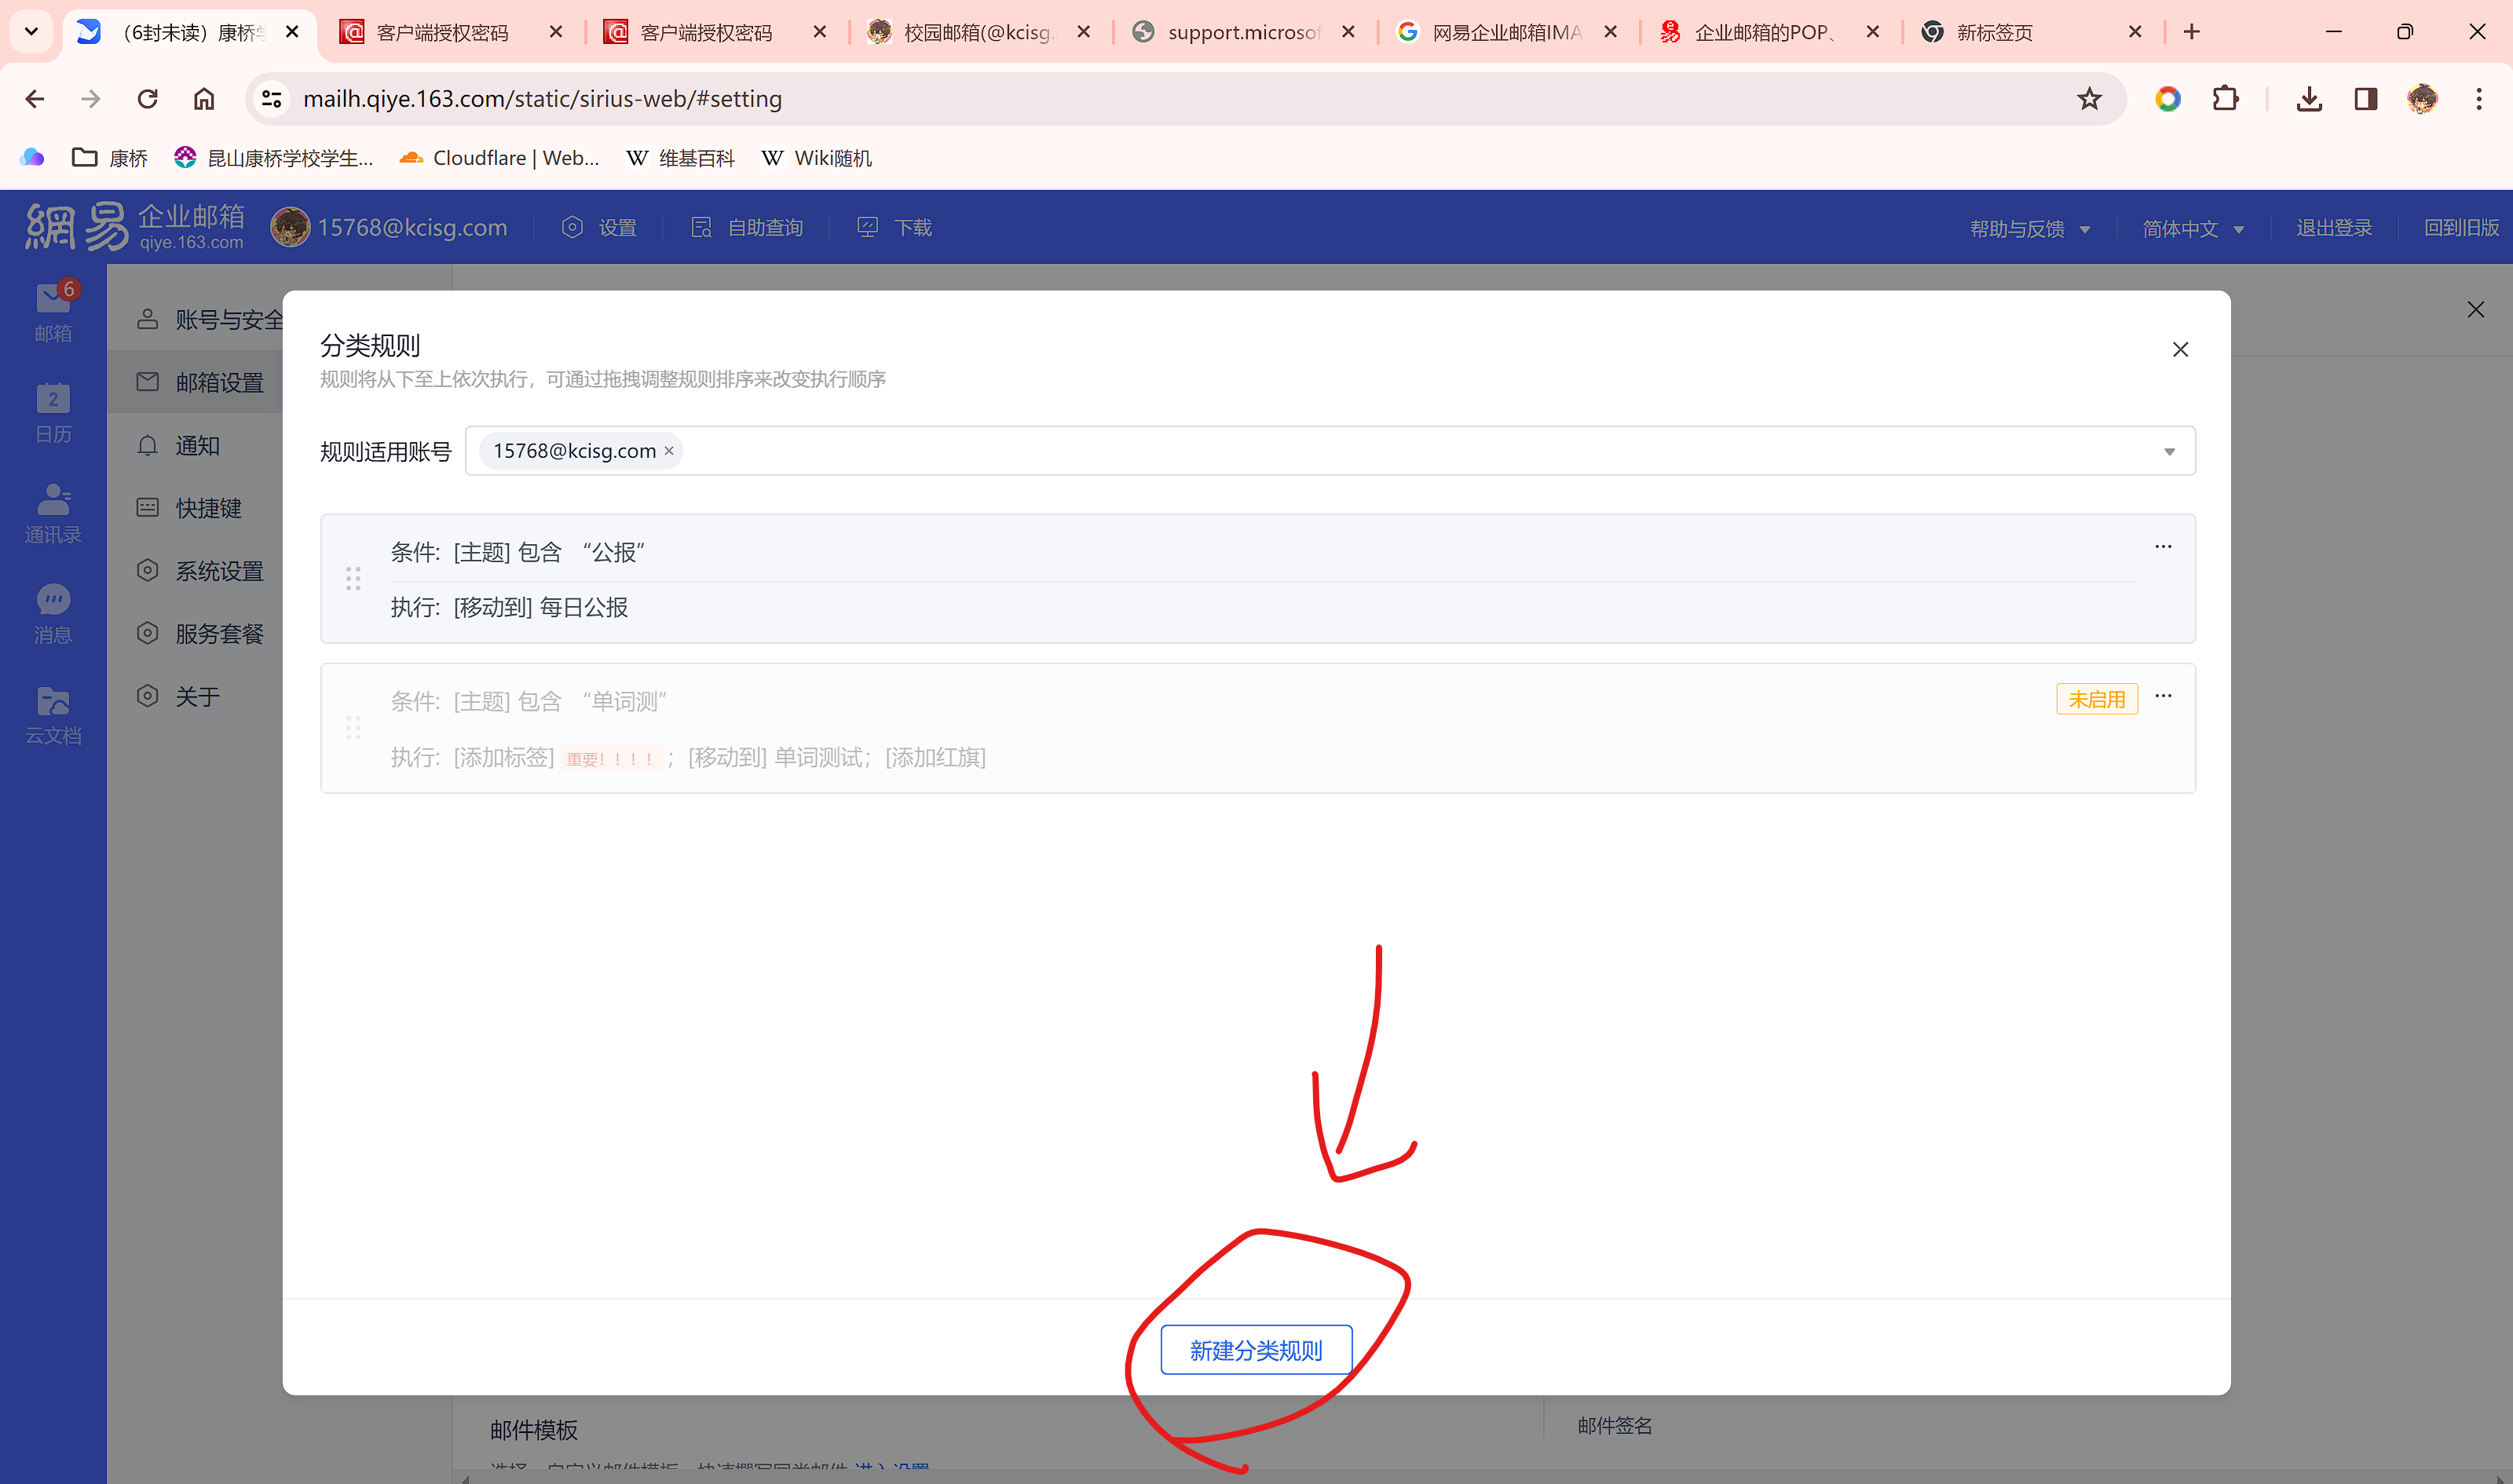 （6封未读）康桥
客户端授权密码
客户端授权密码
校园邮箱(@kcisg.
support.microsof
网易企业邮箱IMA
企业邮箱的POP、
新标签页
mailh.qiye.163.com/static/sirius-web/#setting
康桥
昆山康桥学校学生...
Cloudflare | Web...
W 维基百科
W Wiki随机
網易 企业邮箱
qiye.163.com
15768@kcisg.com
设置
自助查询
下载
帮助与反馈
简体中文
退出登录
回到旧版
6
邮箱
2
日历
通讯录
消息
云文档
账号与安全
邮箱设置
通知
快捷键
系统设置
服务套餐
关于
分类规则
规则将从下至上依次执行，可通过拖拽调整规则排序来改变执行顺序
规则适用账号 15768@kcisg.com
条件: [主题] 包含 “公报”
执行: [移动到] 每日公报
条件: [主题] 包含 “单词测”
未启用
执行: [添加标签] 重要！！！！; [移动到] 单词测试; [添加红旗]
新建分类规则
邮件模板
邮件签名